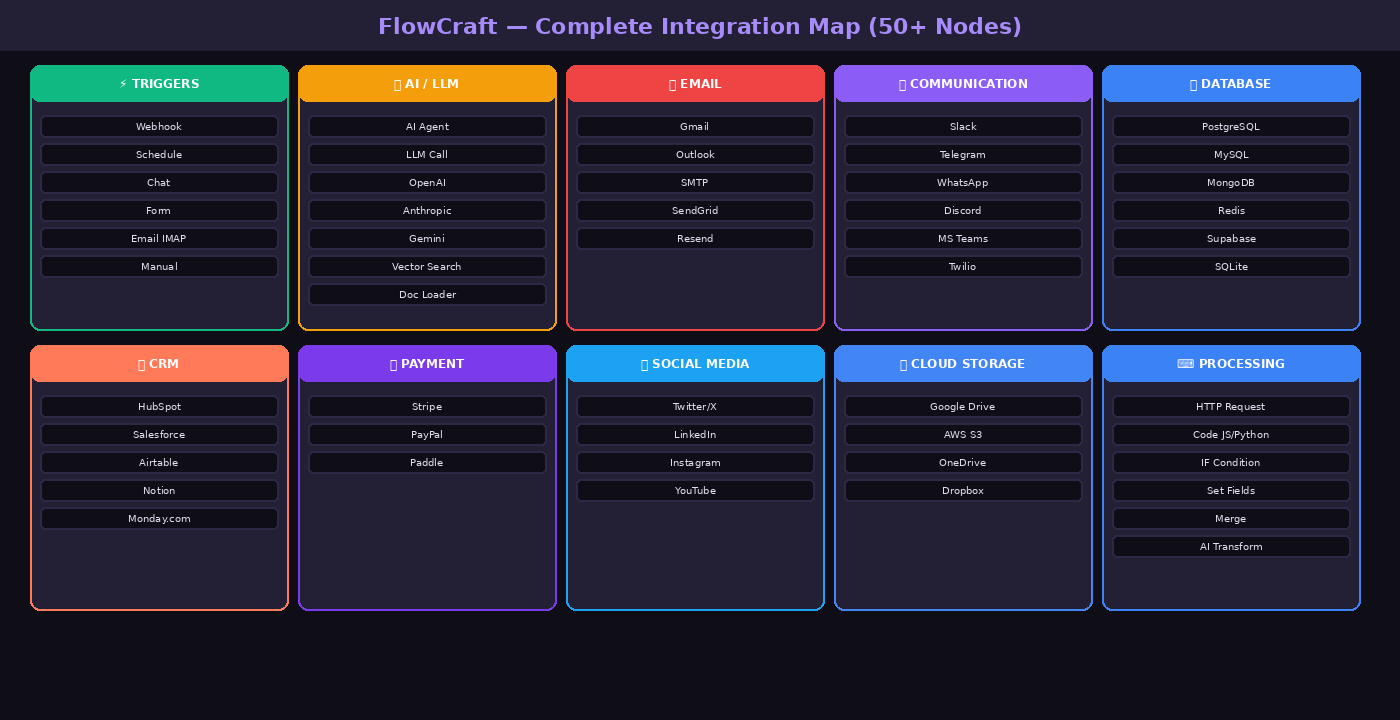 FlowCraft — Complete Integration Map (50+ Nodes)
⚡ TRIGGERS
Webhook
Schedule
Chat
Form
Email IMAP
Manual
AI / LLM
AI Agent
LLM Call
OpenAI
Anthropic
Gemini
Vector Search
Doc Loader
EMAIL
Gmail
Outlook
SMTP
SendGrid
Resend
COMMUNICATION
Slack
Telegram
WhatsApp
Discord
MS Teams
Twilio
DATABASE
PostgreSQL
MySQL
MongoDB
Redis
Supabase
SQLite
CRM
HubSpot
Salesforce
Airtable
Notion
Monday.com
PAYMENT
Stripe
PayPal
Paddle
SOCIAL MEDIA
Twitter/X
LinkedIn
Instagram
YouTube
CLOUD STORAGE
Google Drive
AWS S3
OneDrive
Dropbox
⌨ PROCESSING
HTTP Request
Code JS/Python
IF Condition
Set Fields
Merge
AI Transform